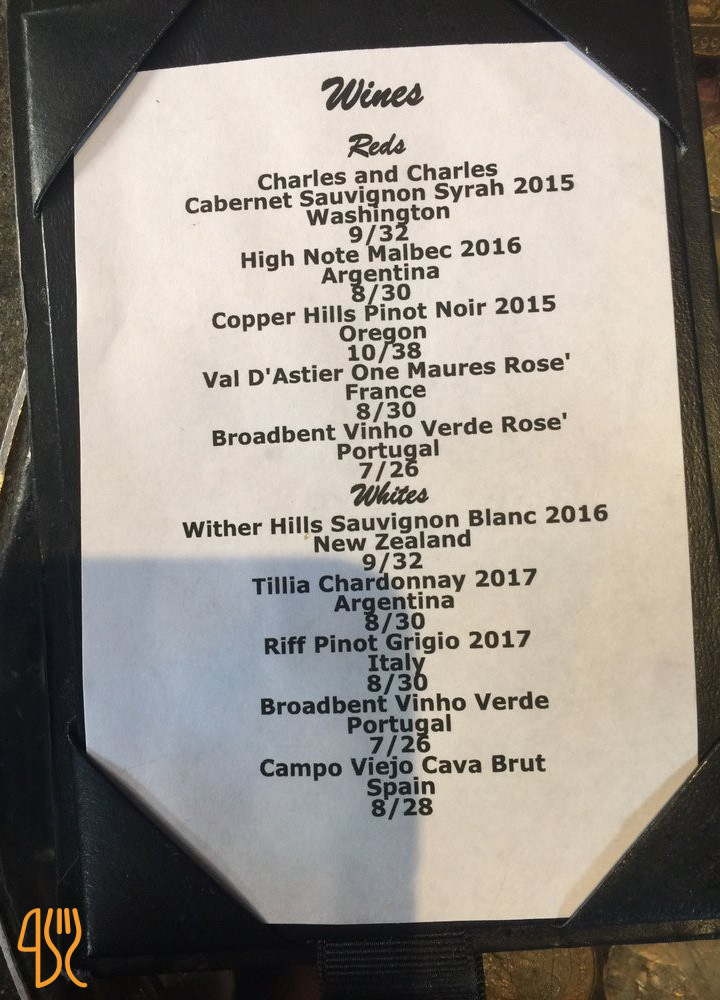 Wines
Reds
Charles and Charles
Cabernet Sauvignon Syrah 2015
Washington
9/32
High Note Malbec 2016
Argentina
8/30
Copper Hills Pinot Noir 2015
Oregon
10/38
Val D'Astier One Maures Rose'
France
8/30
Broadbent Vinho Verde Rose'
Portugal
7/26
Whites
Wither Hills Sauvignon Blanc 2016
New Zealand
9/32
Tillia Chardonnay 2017
Argentina
8/30
Riff Pinot Grigio 2017
Italy
8/30
Broadbent Vinho Verde
Portugal
7/26
Campo Viejo Cava Brut
Spain
8/28